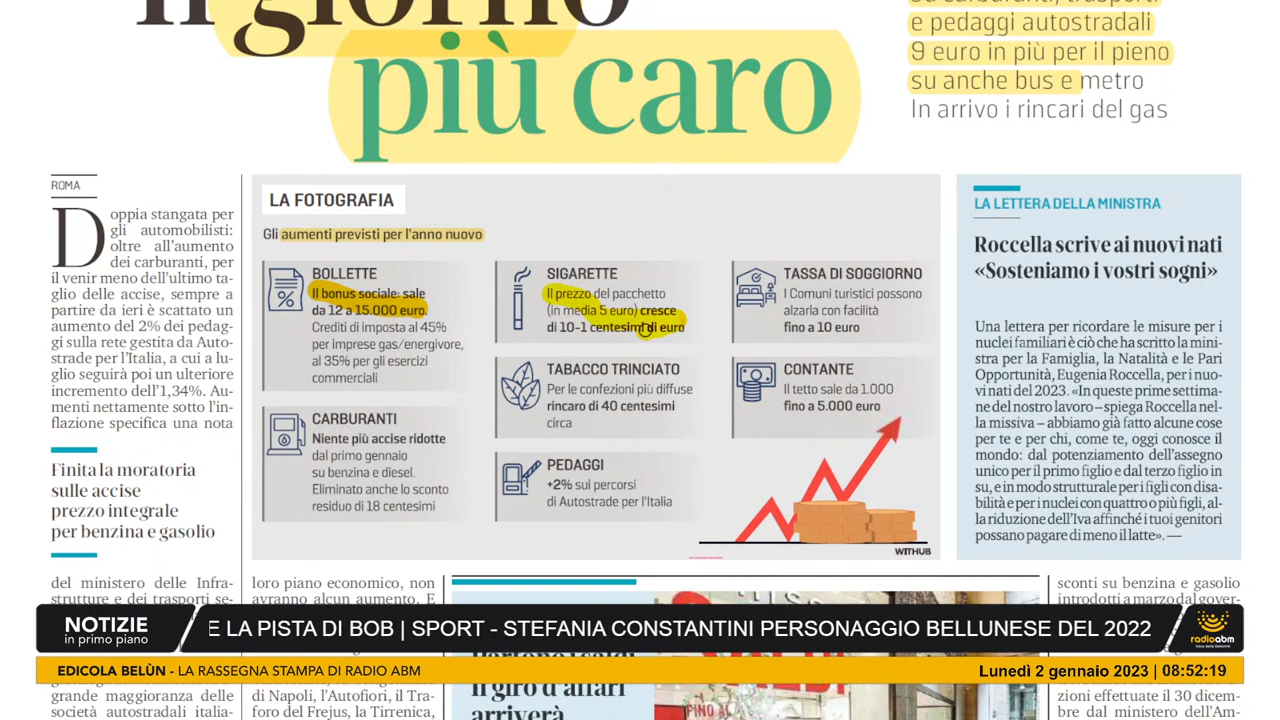 Il giorno
più caro
su carburanti, trasporti
e pedaggi autostradali
9 euro in più per il pieno
su anche bus e metro
In arrivo i rincari del gas
ROMA
Doppia stangata per
gli automobilisti:
oltre all'aumento
dei carburanti, per
il venir meno dell'ultimo ta-
glio delle accise, sempre a
partire da ieri è scattato un
aumento del 2% dei pedag-
gi sulla rete gestita da Auto-
strade per l'Italia, a cui a lu-
glio seguirà poi un ulteriore
incremento dell'1,34%. Au-
menti nettamente sotto l'in-
flazione specifica una nota
Finita la moratoria
sulle accise
prezzo integrale
per benzina e gasolio
del ministero delle Infra-
strutture e dei trasporti se-
LA FOTOGRAFIA
Gli aumenti previsti per l'anno nuovo
BOLLETTE
Il bonus sociale: sale
da 12 a 15.000 euro.
Crediti di imposta al 45%
per imprese gas/energivore,
al 35% per gli esercizi
commerciali
CARBURANTI
Niente più accise ridotte
dal primo gennaio
su benzina e diesel.
Eliminato anche lo sconto
residuo di 18 centesimi
SIGARETTE
Il prezzo del pacchetto
(in media 5 euro) cresce
di 10-1 centesimi di euro
TABACCO TRINCIATO
Per le confezioni più diffuse
rincaro di 40 centesimi
circa
PEDAGGI
+2% sui percorsi
di Autostrade per l'Italia
TASSA DI SOGGIORNO
I Comuni turistici possono
alzarla con facilità
fino a 10 euro
CONTANTE
Il tetto sale da 1.000
fino a 5.000 euro
WITHUB
LA LETTERA DELLA MINISTRA
Roccella scrive ai nuovi nati
«Sosteniamo i vostri sogni»
Una lettera per ricordare le misure per i
nuclei familiari è ciò che ha scritto la mini-
stra per la Famiglia, la Natalità e le Pari
Opportunità, Eugenia Roccella, per i nuo-
vi nati del 2023. «In queste prime settima-
ne del nostro lavoro – spiega Roccella nel-
la missiva – abbiamo già fatto alcune cose
per te e per chi, come te, oggi conosce il
mondo: dal potenziamento dell'assegno
unico per il primo figlio e dal terzo figlio in
su, e in modo strutturale per i figli con disa-
bilità e per i nuclei con quattro o più figli, al-
la riduzione dell'Iva affinché i tuoi genitori
possano pagare di meno il latte». —
loro piano economico, non
avranno alcun aumento. E
sconti su benzina e gasolio
introdotti a marzo dal gover-
NOTIZIE
in primo piano
E LA PISTA DI BOB | SPORT - STEFANIA CONSTANTINI PERSONAGGIO BELLUNESE DEL 2022
radioabm
Voce delle Dolomiti
EDICOLA BELÙN - LA RASSEGNA STAMPA DI RADIO ABM
Lunedì 2 gennaio 2023 | 08:52:19
grande maggioranza delle
società autostradali italia-
di Napoli, l'Autofiori, il Tra-
foro del Frejus, la Tirrenica,
Il giro d'affari
arriverà
FINO AL
zioni effettuate il 30 dicem-
bre dal ministero dell'Am-